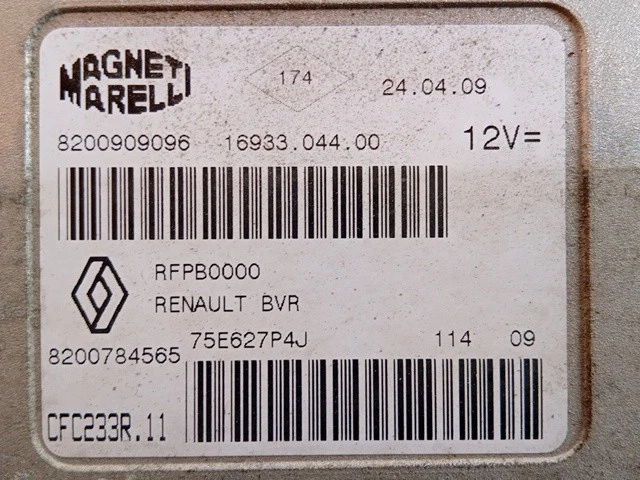 MAGNETI
MARELLI
174
24.04.09
8200909096 16933.044.00 12V=
RFPB0000
RENAULT BVR
8200784565 75E627P4J 114 09
CFC233R.11